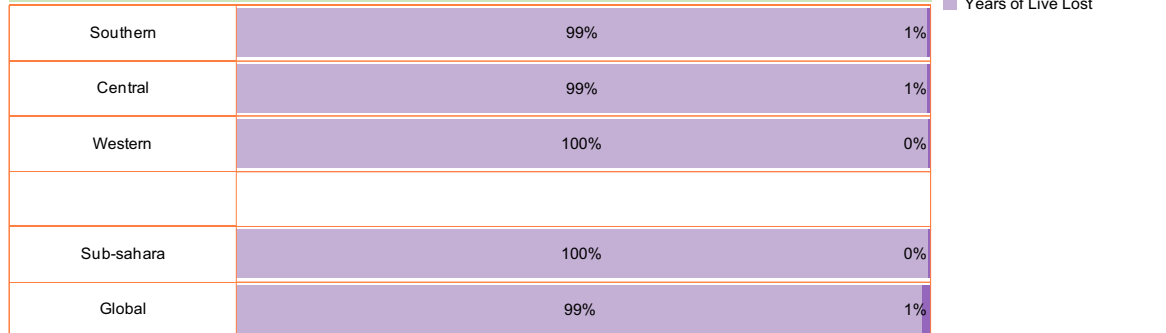 Years of Live Lost
Southern 99% 1%
Central 99% 1%
Western 100% 0%
Sub-sahara 100% 0%
Global 99% 1%